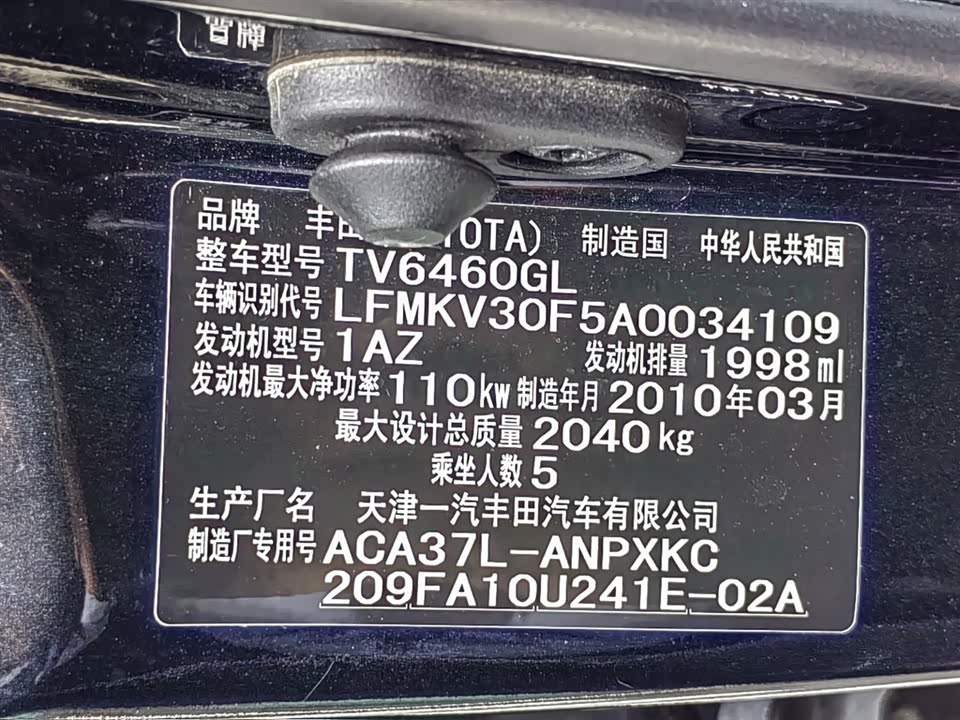 品牌 丰田 TOTA) 制造国 中华人民共和国
整车型号 TV6460GL
车辆识别代号 LFMKV30F5A0034109
发动机型号 1AZ 发动机排量 1998ml
发动机最大净功率 110kw 制造年月 2010年03月
最大设计总质量 2040kg
乘坐人数 5
生产厂名 天津一汽丰田汽车有限公司
制造厂专用号 ACA37L-ANPXKC
209FA10U241E-02A